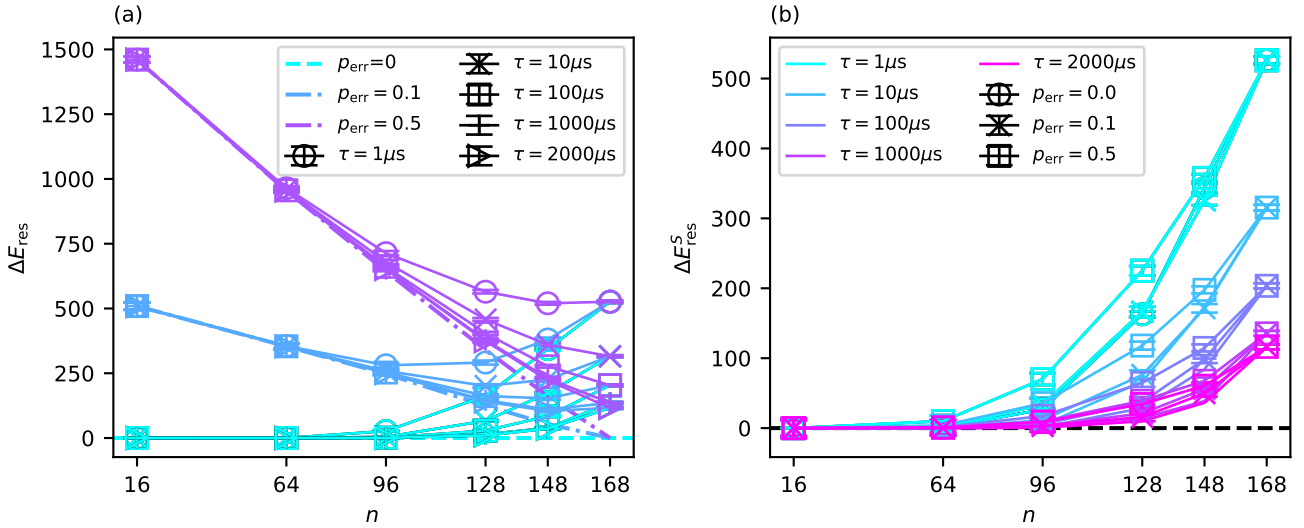 (a)
1500
1250
1000
750
500
250
0
ΔE_res
16 64 96 128 148 168
n
p_err=0
p_err = 0.1
p_err = 0.5
τ = 1μs
τ = 10μs
τ = 100μs
τ = 1000μs
τ = 2000μs
(b)
500
400
300
200
100
0
ΔE^S_res
16 64 96 128 148 168
n
τ = 1μs
τ = 10μs
τ = 100μs
τ = 1000μs
τ = 2000μs
p_err = 0.0
p_err = 0.1
p_err = 0.5